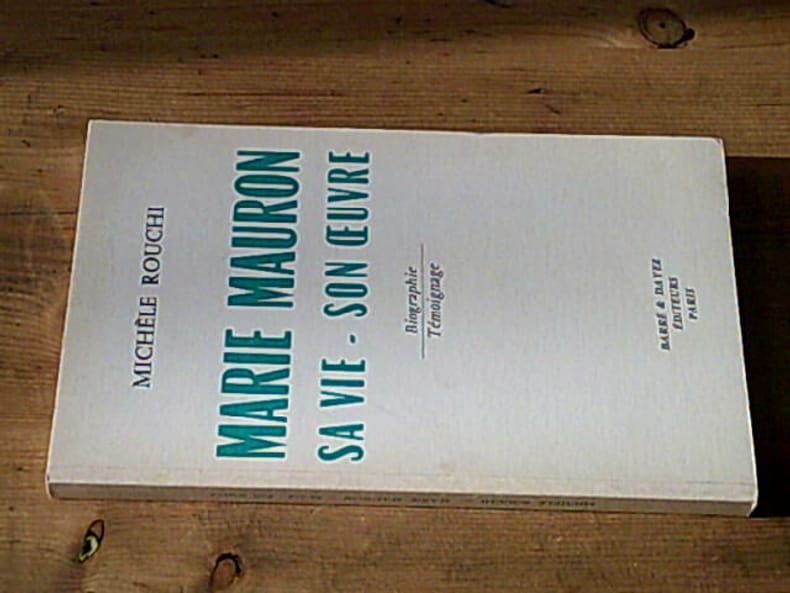 MICHÈLE ROUCHI
MARIE MAURON
SA VIE - SON ŒUVRE
Biographie
Témoignage
BARRÉ & DAYEZ
ÉDITEURS
PARIS